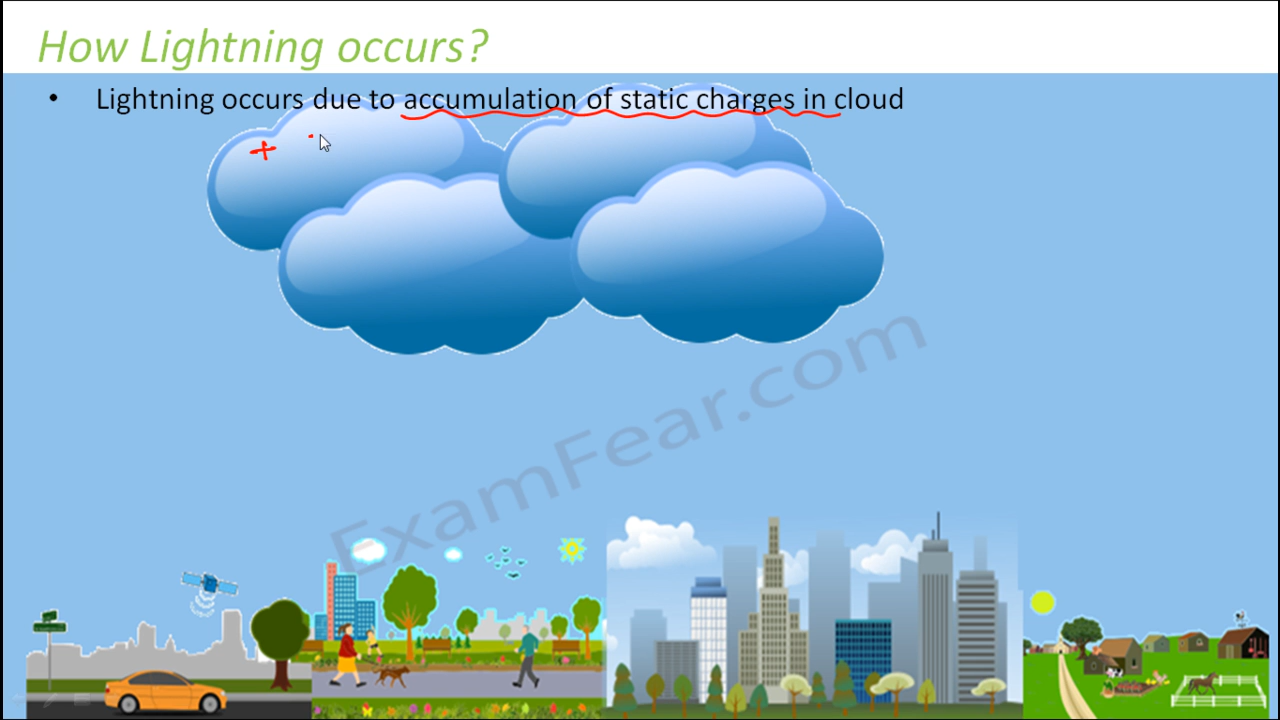 How Lightning occurs?
• Lightning occurs due to accumulation of static charges in cloud
+
ExamFear.com